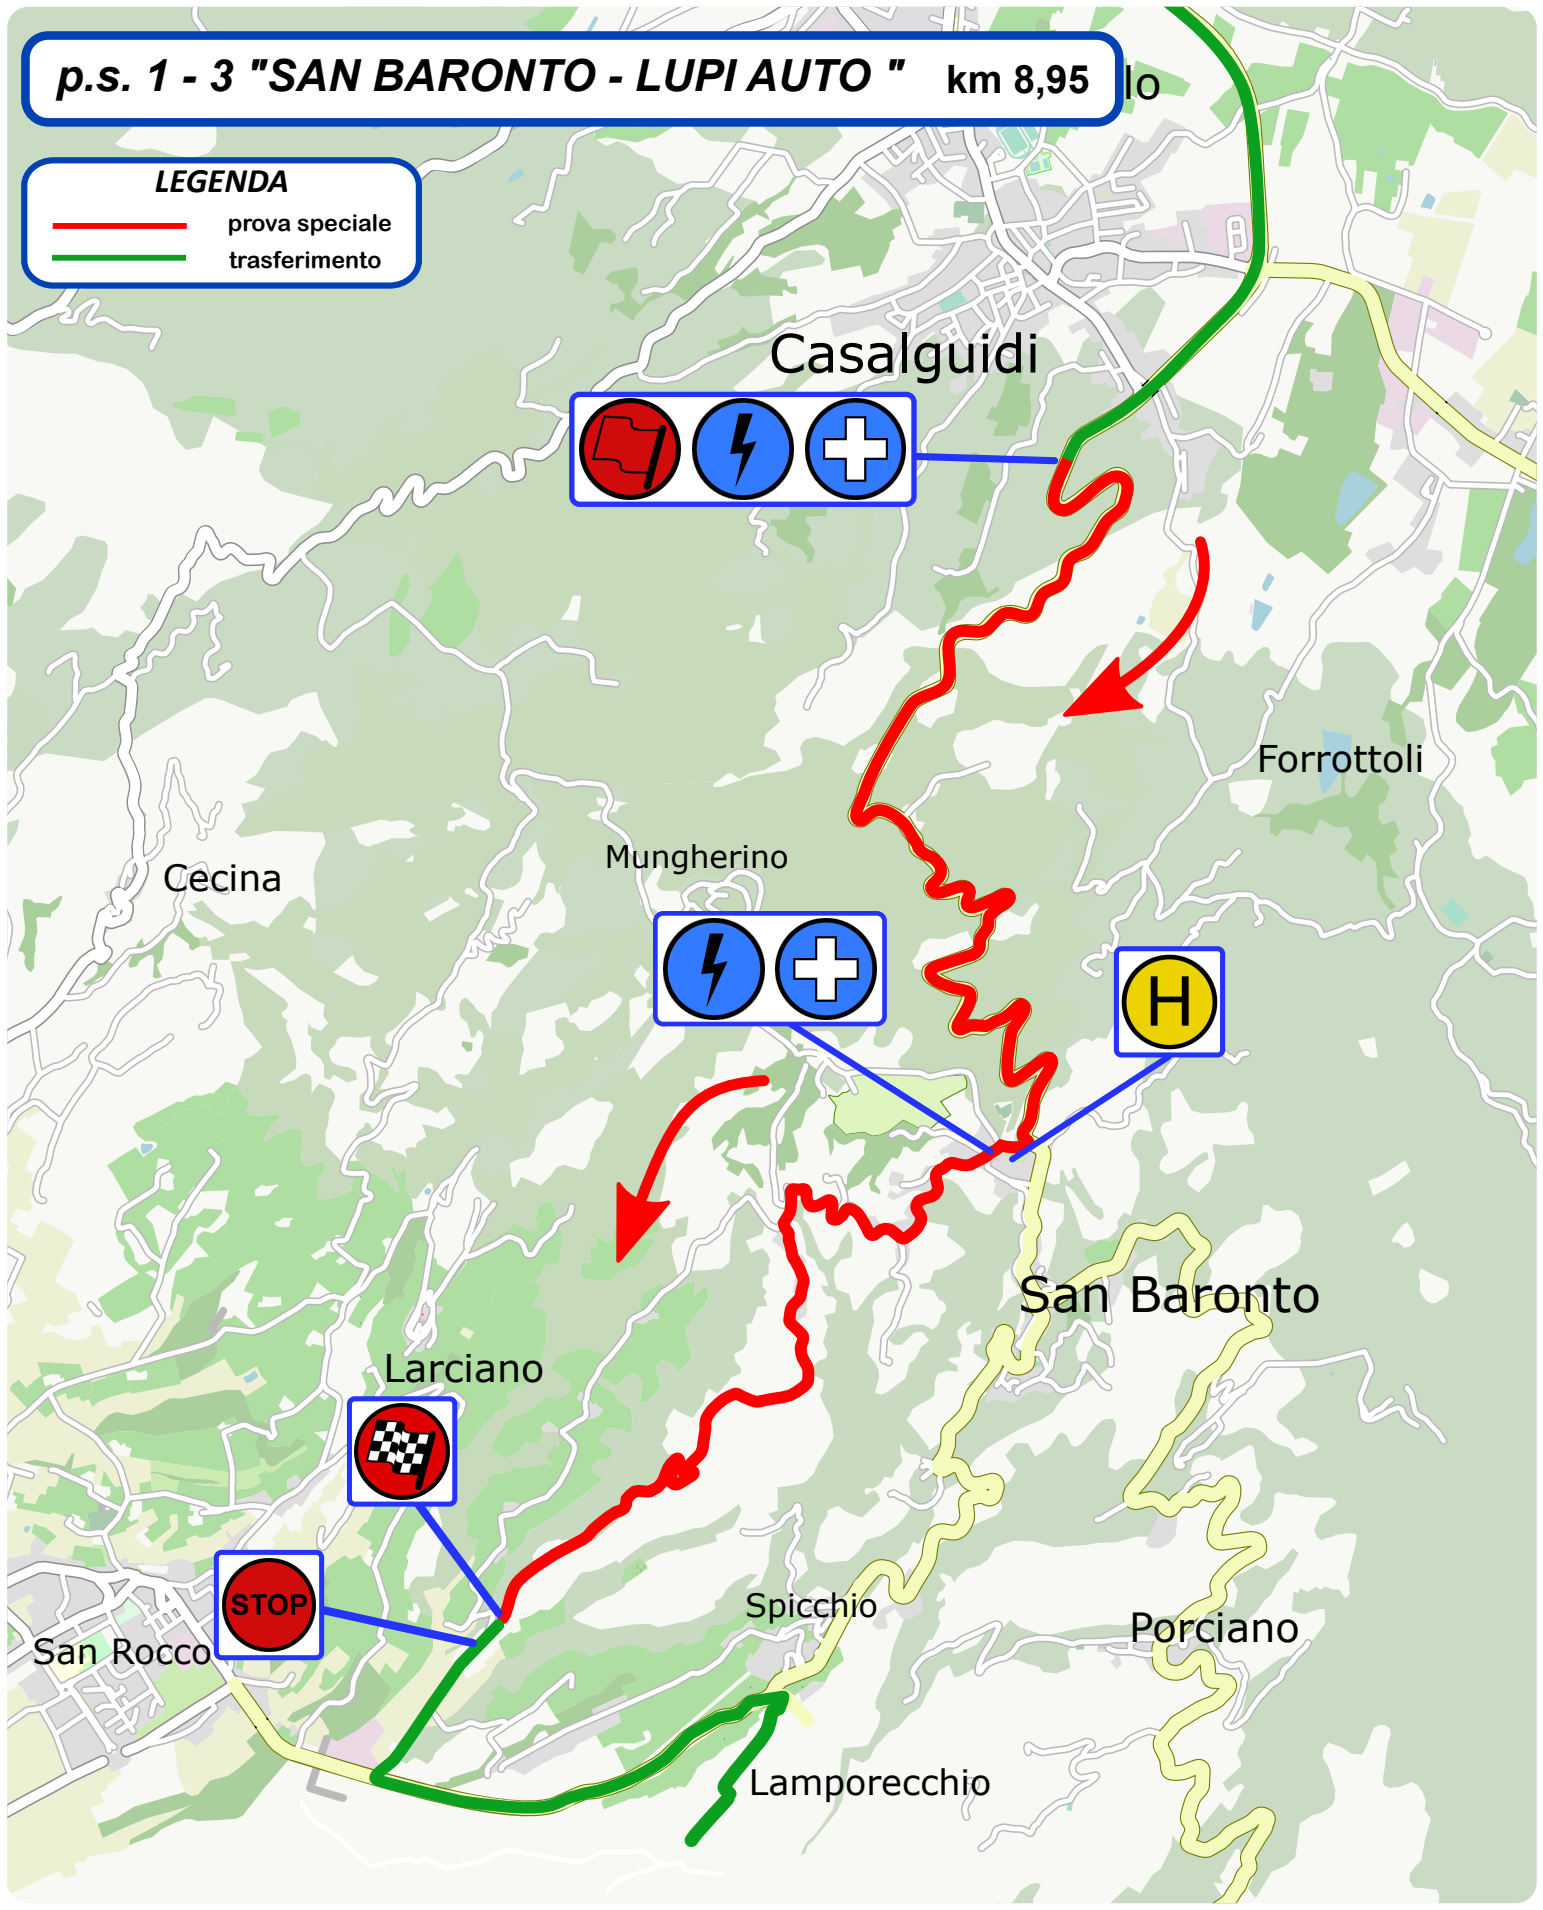 p.s. 1 - 3 "SAN BARONTO - LUPI AUTO " km 8,95
lo
LEGENDA
prova speciale
trasferimento
Casalguidi
Forrottoli
Mungherino
Cecina
H
San Baronto
Larciano
STOP
Spicchio
Porciano
San Rocco
Lamporecchio